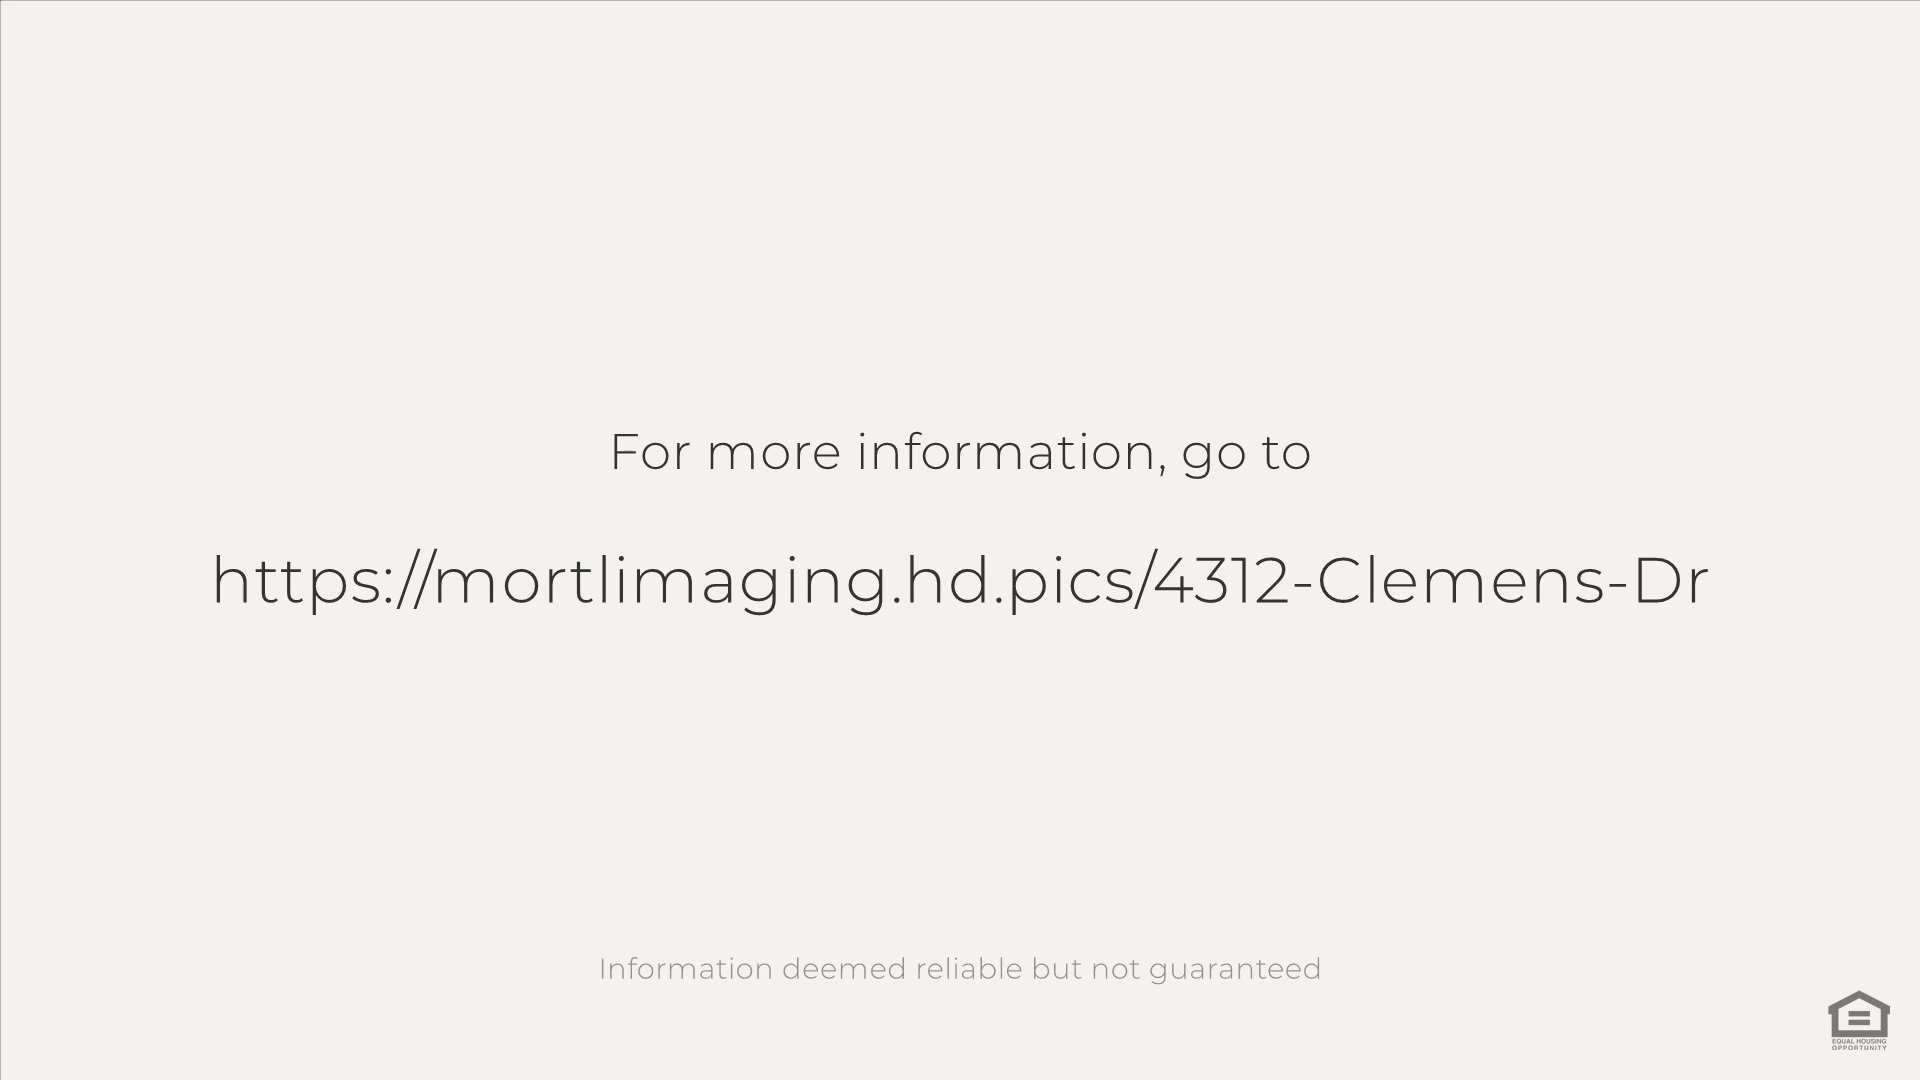 For more information, go to
https://mortlimaging.hd.pics/4312-Clemens-Dr
Information deemed reliable but not guaranteed
EQUAL HOUSING
OPPORTUNITY